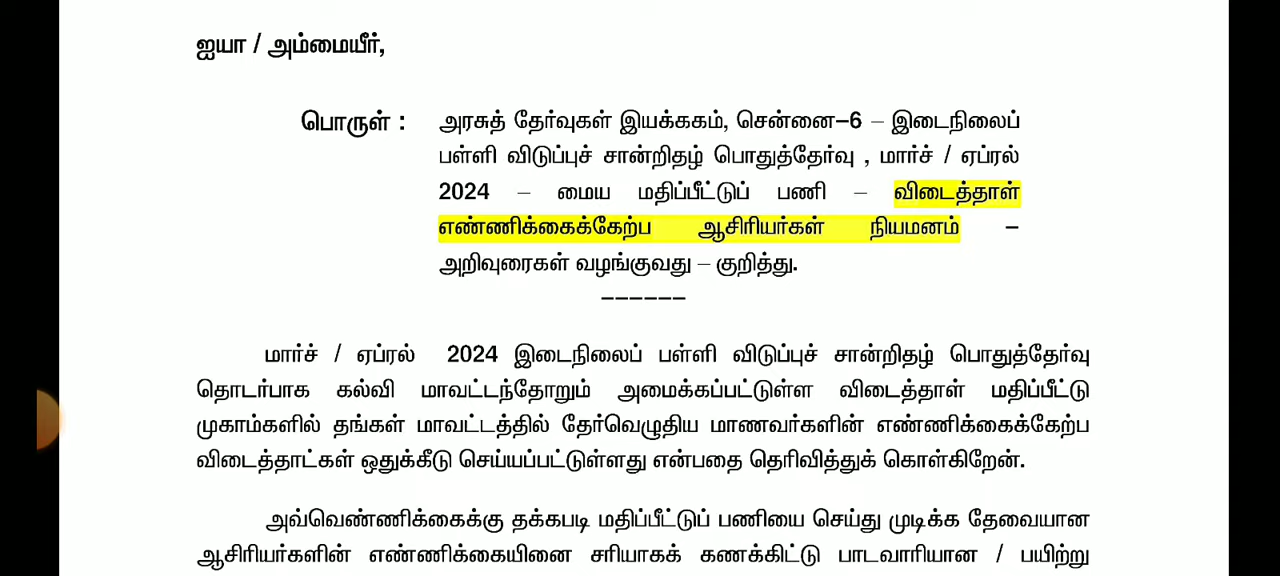 ஐயா / அம்மையீர்,
பொருள் : அரசுத் தேர்வுகள் இயக்ககம், சென்னை–6 – இடைநிலைப்
பள்ளி விடுப்புச் சான்றிதழ் பொதுத்தேர்வு , மார்ச் / ஏப்ரல்
2024 – மைய மதிப்பீட்டுப் பணி – விடைத்தாள்
எண்ணிக்கைக்கேற்ப ஆசிரியர்கள் நியமனம் –
அறிவுரைகள் வழங்குவது – குறித்து.
––––––
மார்ச் / ஏப்ரல் 2024 இடைநிலைப் பள்ளி விடுப்புச் சான்றிதழ் பொதுத்தேர்வு
தொடர்பாக கல்வி மாவட்டந்தோறும் அமைக்கப்பட்டுள்ள விடைத்தாள் மதிப்பீட்டு
முகாம்களில் தங்கள் மாவட்டத்தில் தேர்வெழுதிய மாணவர்களின் எண்ணிக்கைக்கேற்ப
விடைத்தாட்கள் ஒதுக்கீடு செய்யப்பட்டுள்ளது என்பதை தெரிவித்துக் கொள்கிறேன்.
அவ்வெண்ணிக்கைக்கு தக்கபடி மதிப்பீட்டுப் பணியை செய்து முடிக்க தேவையான
ஆசிரியர்களின் எண்ணிக்கையினை சரியாகக் கணக்கிட்டு பாடவாரியான / பயிற்று